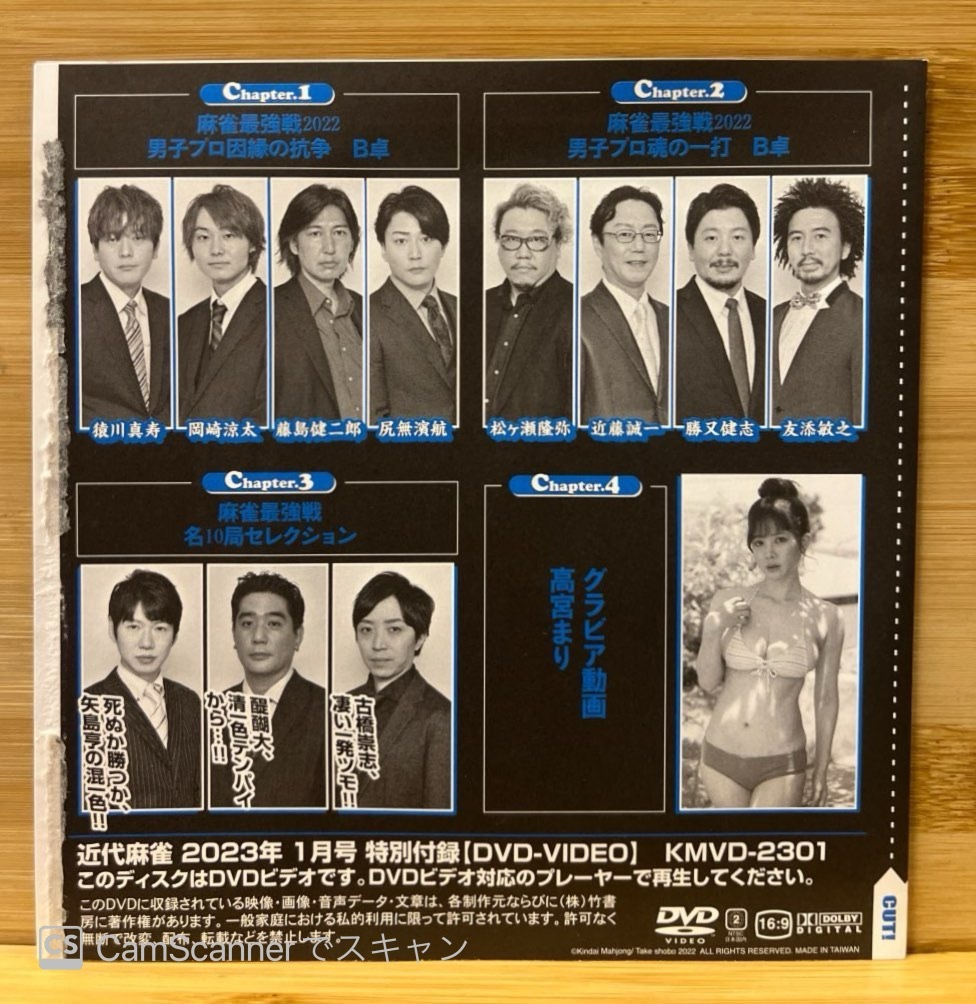 Chapter.1
麻雀最強戦2022
男子プロ因縁の抗争 B卓
猿川真寿
岡崎涼太
藤島健二郎
尻無濱航
Chapter.2
麻雀最強戦2022
男子プロ魂の一打 B卓
松ヶ瀬隆弥
近藤誠一
勝又健志
友添敏之
Chapter.3
麻雀最強戦
名10局セレクション
死ぬか勝つか、
矢島亨の混一色!!
醍醐大、
清一色テンパイ
から…!!
古橋崇志、
凄い一発ツモ!!
Chapter.4
グラビア動画
高宮まり
近代麻雀 2023年 1月号 特別付録【DVD-VIDEO】 KMVD-2301
このディスクはDVDビデオです。DVDビデオ対応のプレーヤーで再生してください。
このDVDに収録されている映像・画像・音声データ・文章は、各制作元ならびに(株)竹書
房に著作権があります。一般家庭における私的利用に限って許可されています。許可なく
無断で改変、配布、転載などを禁止します。
DVD
VIDEO
2
NTSC
日本国内
16:9
DOLBY
DIGITAL
©Kindai Mahjong/ Take shobo 2022 ALL RIGHTS RESERVED. MADE IN TAIWAN
CUT!
CS CamScanner でスキャン